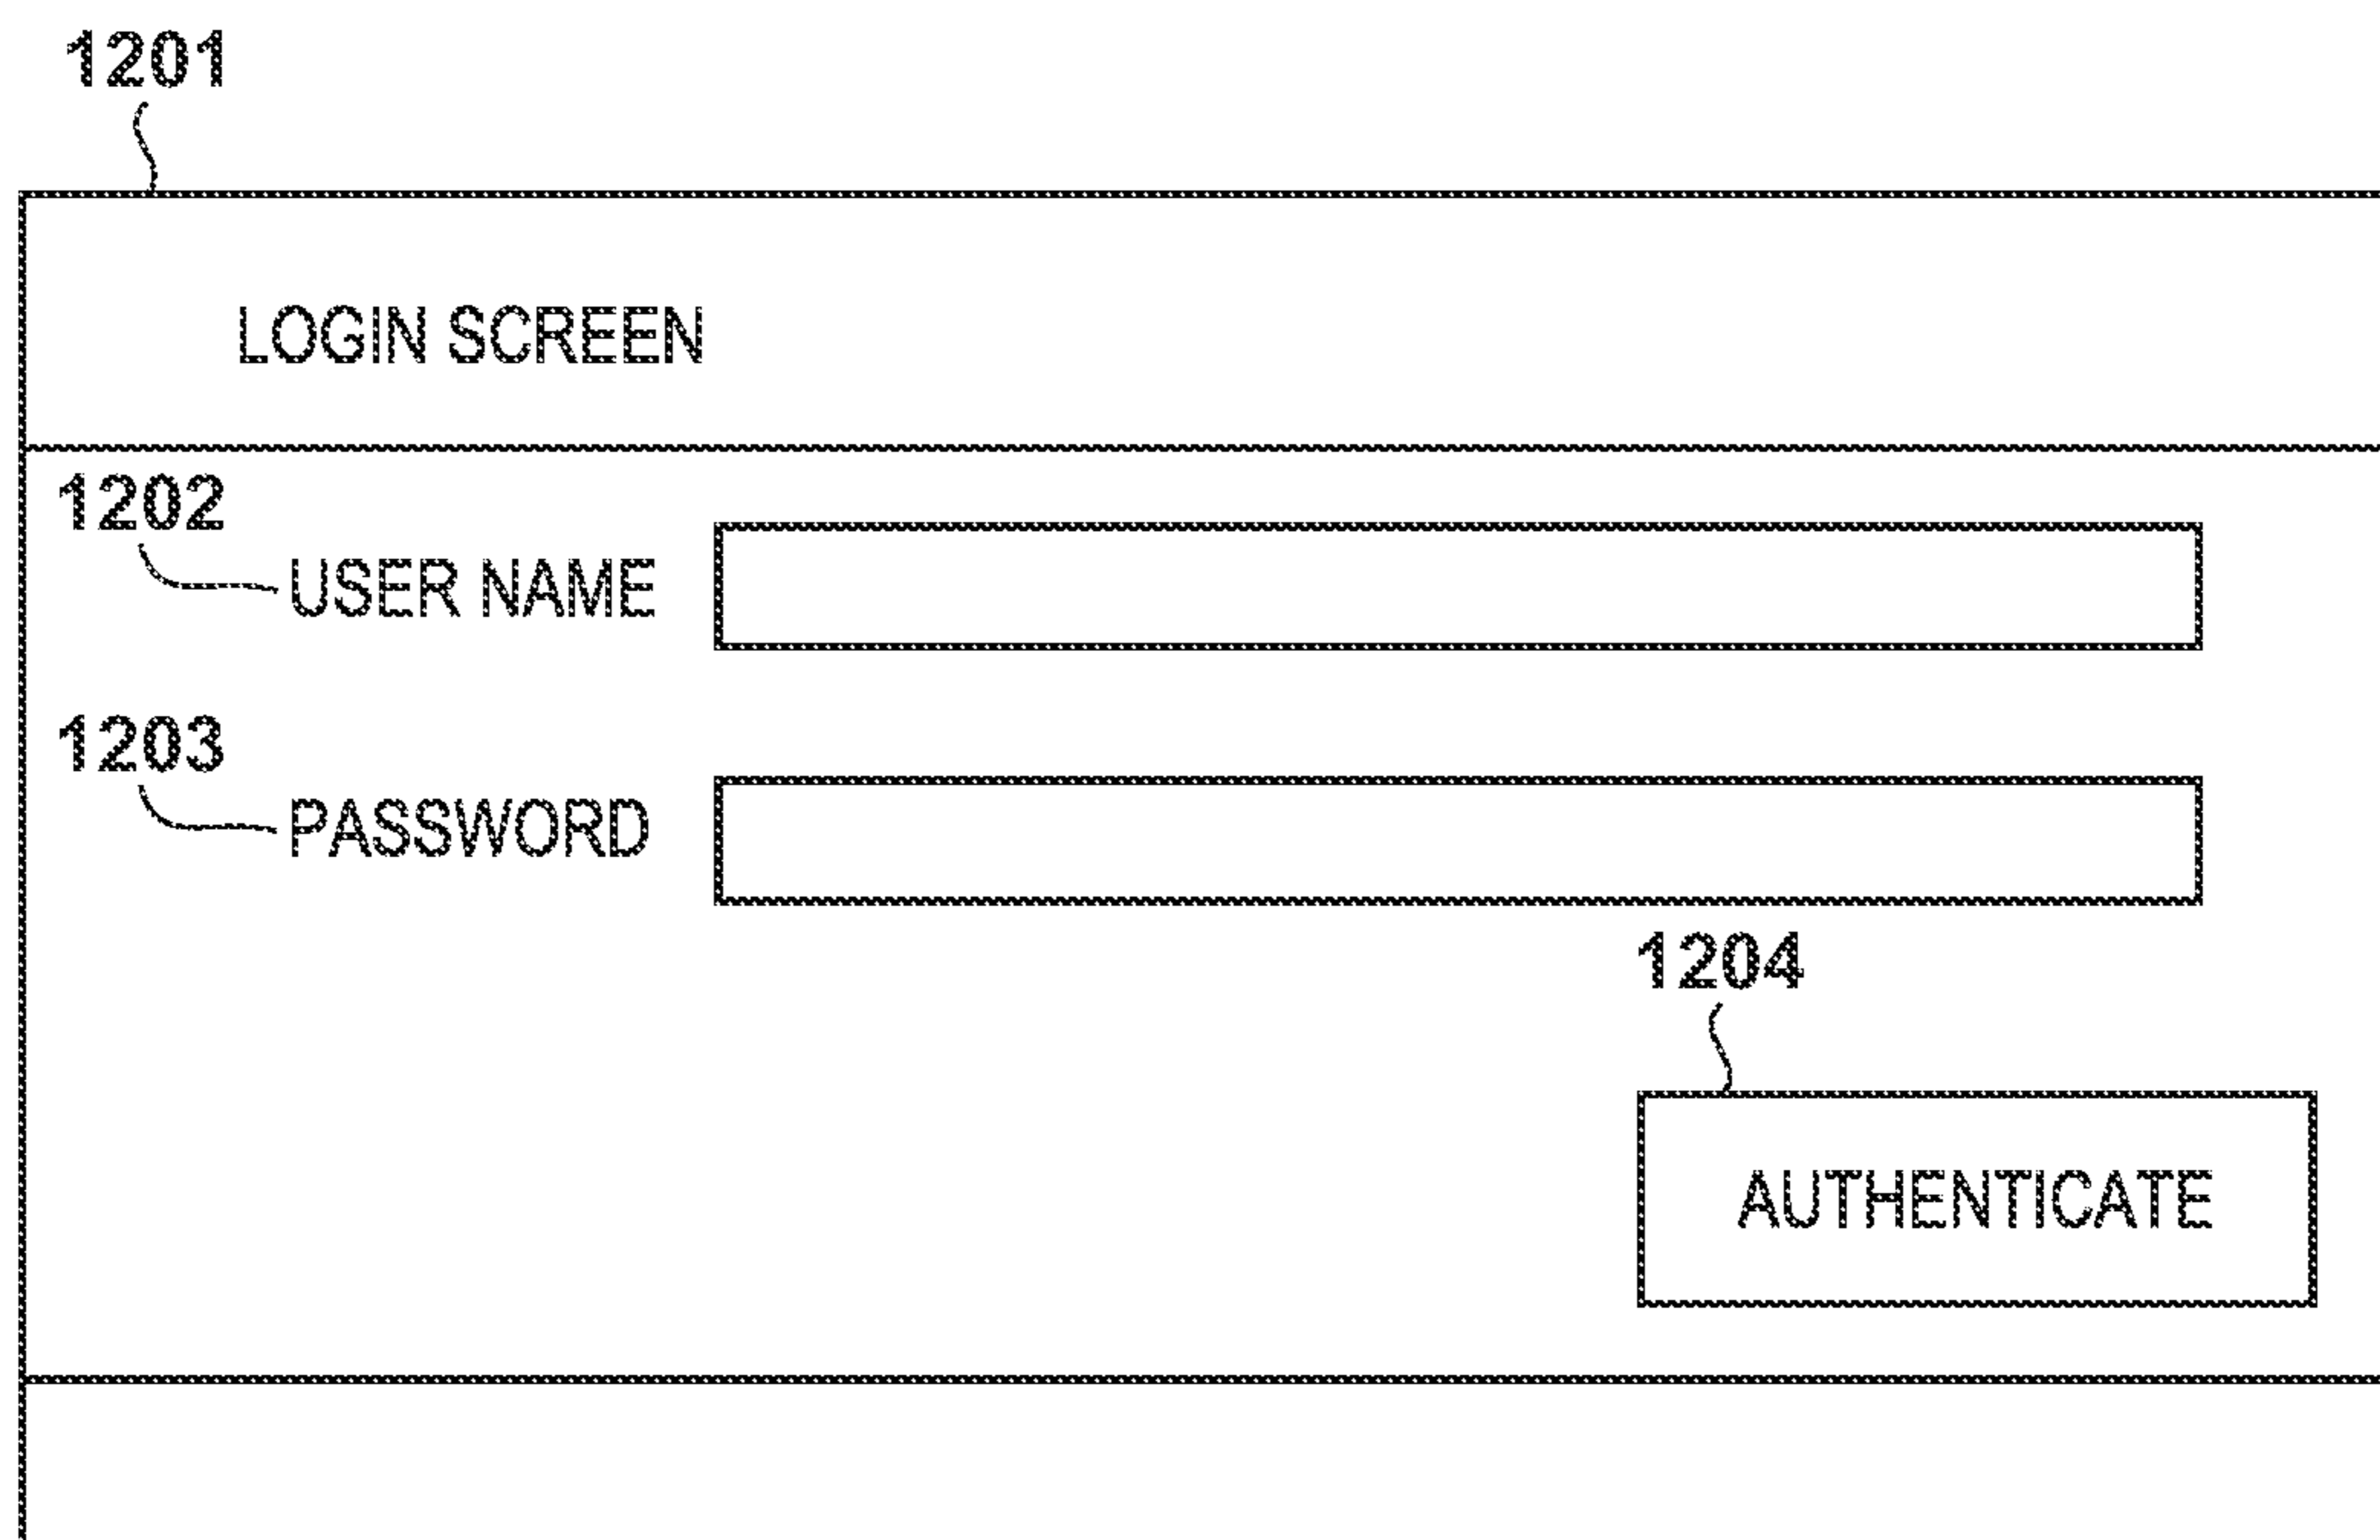 1201
LOGIN SCREEN
1202
USER NAME
1203
PASSWORD
1204
AUTHENTICATE